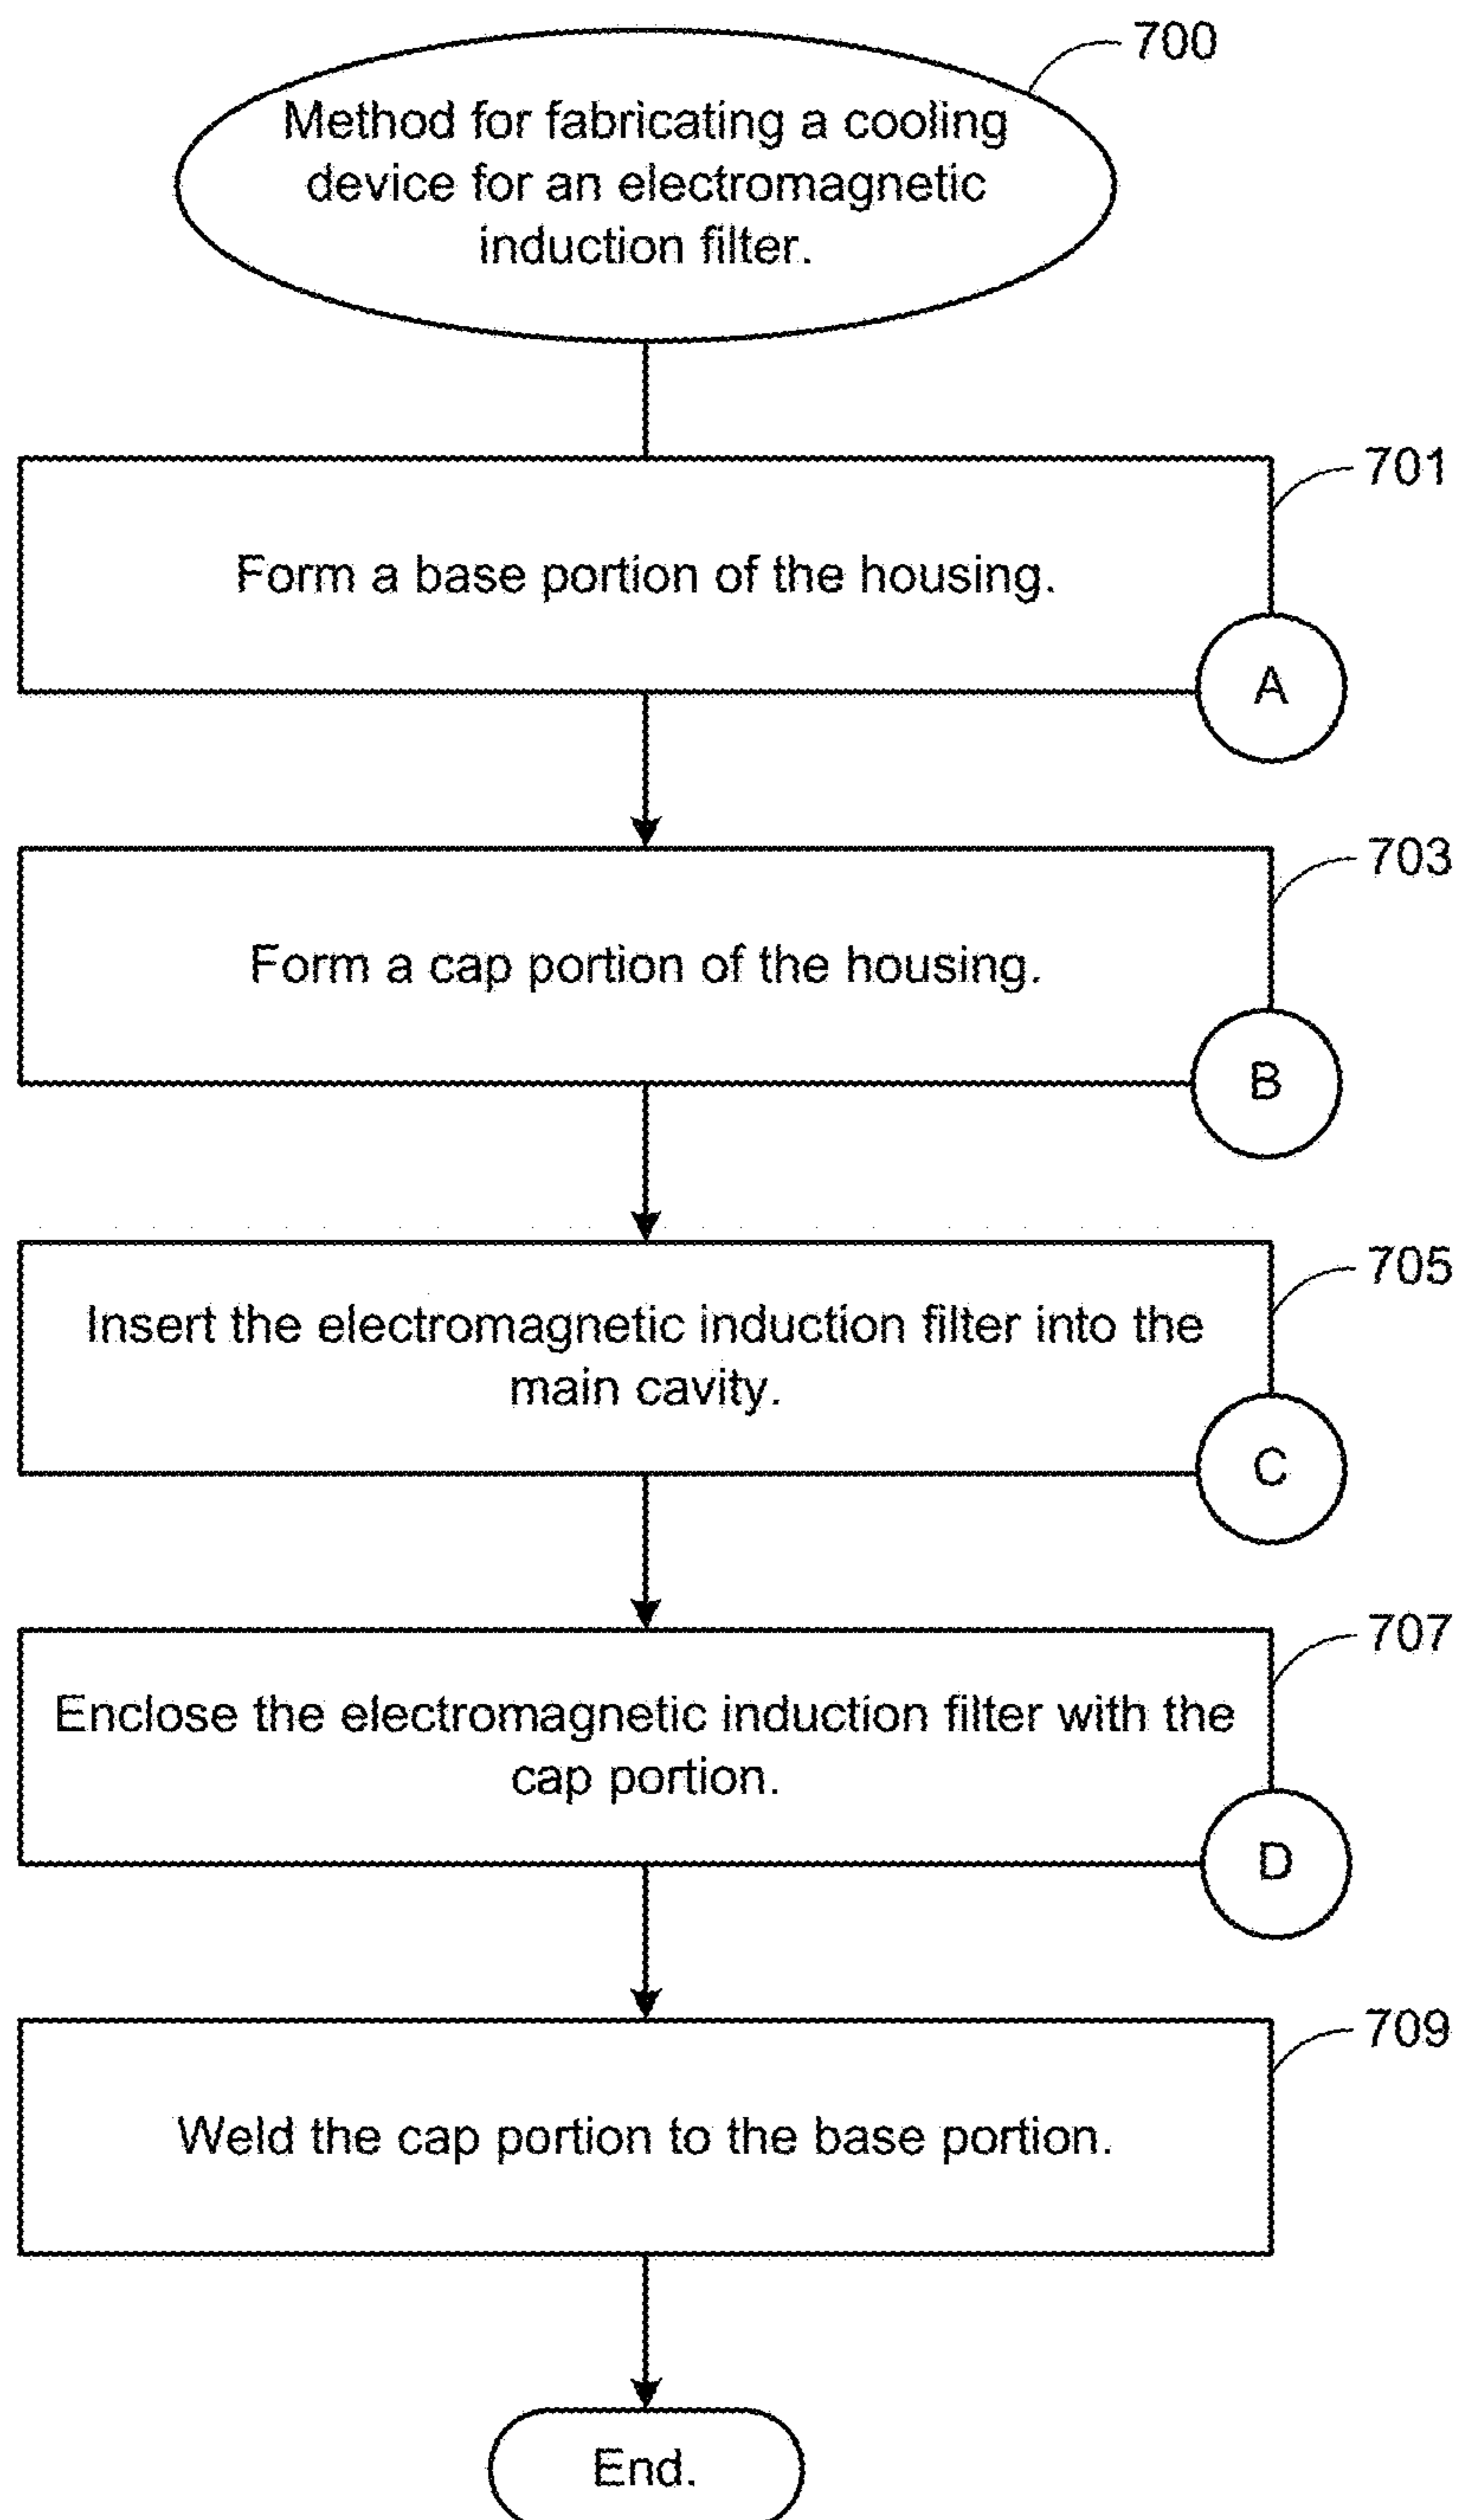 700
Method for fabricating a cooling
device for an electromagnetic
induction filter.
701
Form a base portion of the housing.
A
703
Form a cap portion of the housing.
B
705
Insert the electromagnetic induction filter into the
main cavity.
C
707
Enclose the electromagnetic induction filter with the
cap portion.
D
709
Weld the cap portion to the base portion.
End.